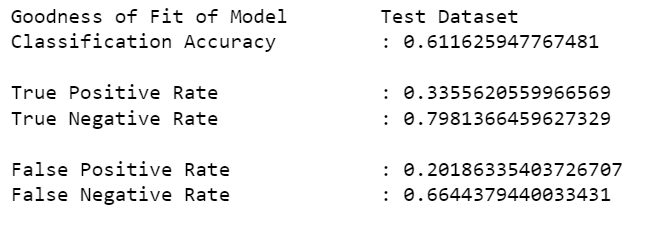 Goodness of Fit of Model Test Dataset
Classification Accuracy : 0.611625947767481
True Positive Rate : 0.3355620559966569
True Negative Rate : 0.7981366459627329
False Positive Rate : 0.20186335403726707
False Negative Rate : 0.6644379440033431